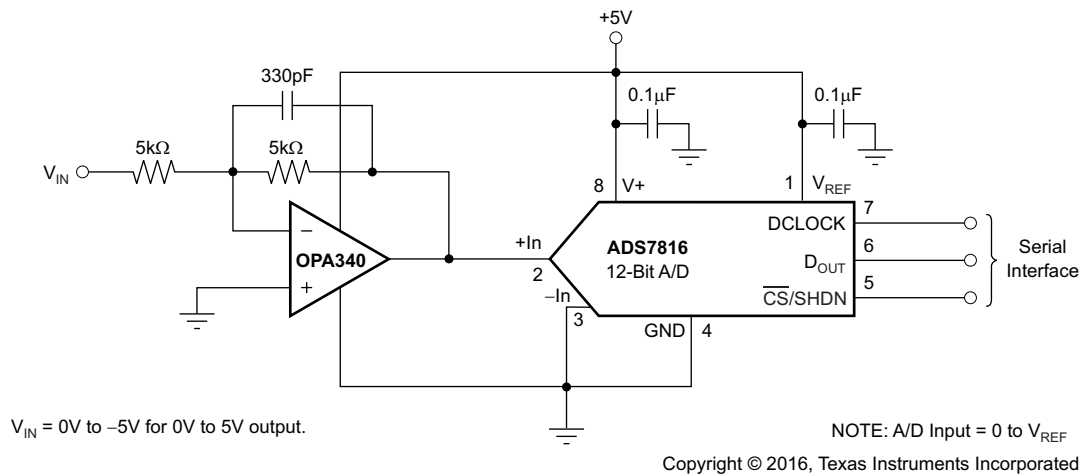 +5V
330pF
0.1µF
0.1µF
5kΩ
5kΩ
V_IN
8 V+
1 V_REF
DCLOCK 7
+In
ADS7816
OPA340
2
12-Bit A/D
D_OUT 6
Serial
Interface
–In
CS/SHDN 5
3
GND 4
–
+
V_IN = 0V to –5V for 0V to 5V output.
NOTE: A/D Input = 0 to V_REF
Copyright © 2016, Texas Instruments Incorporated